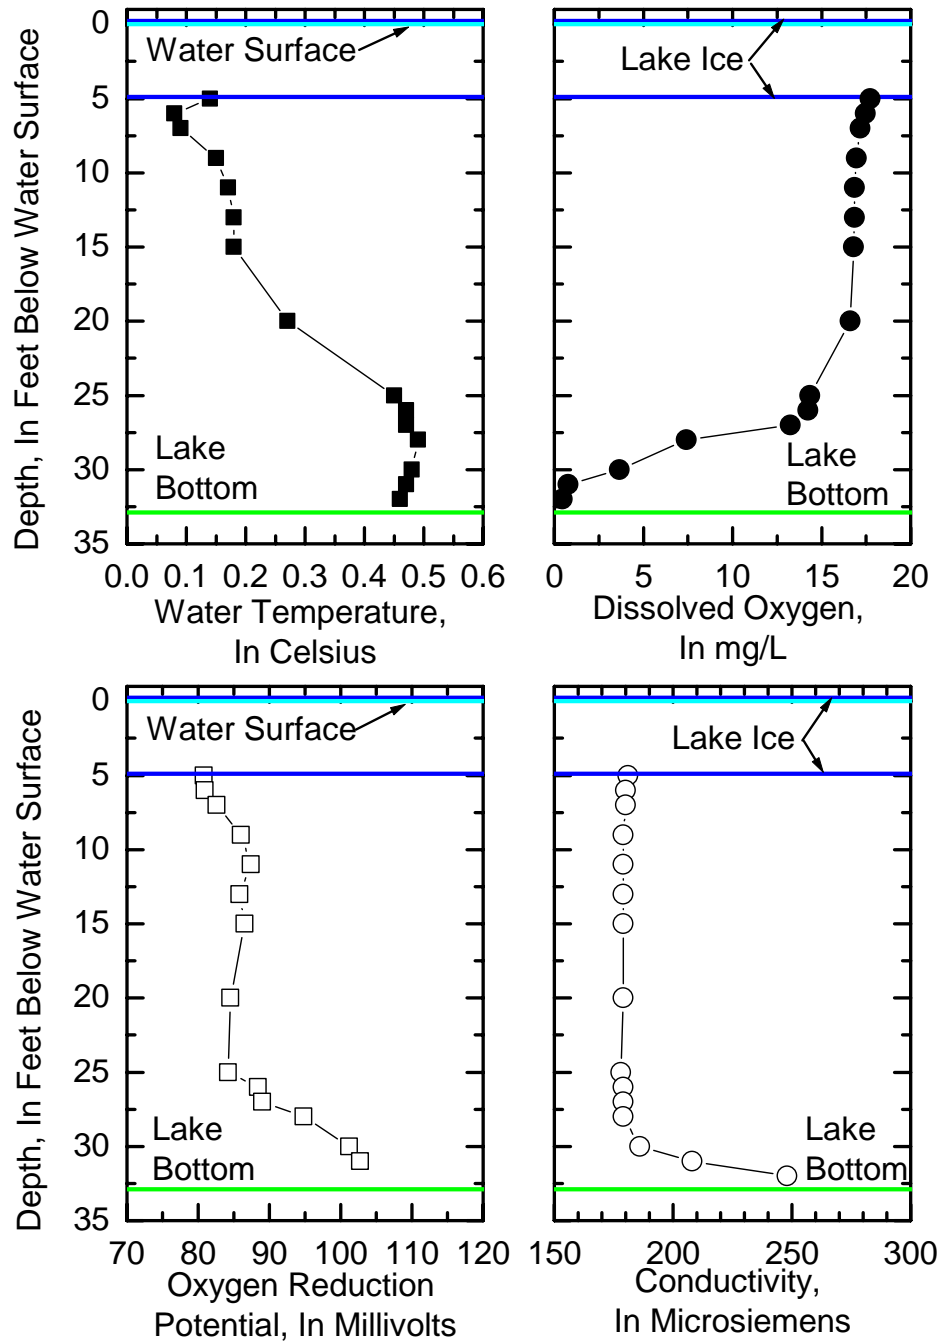 0
5
10
15
20
25
30
35
Depth, In Feet Below Water Surface
Water Surface
Lake
Bottom
0.0 0.1 0.2 0.3 0.4 0.5 0.6
Water Temperature,
In Celsius
Lake Ice
Lake
Bottom
0 5 10 15 20
Dissolved Oxygen,
In mg/L
0
5
10
15
20
25
30
35
Depth, In Feet Below Water Surface
Water Surface
Lake
Bottom
70 80 90 100 110 120
Oxygen Reduction
Potential, In Millivolts
Lake Ice
Lake
Bottom
150 200 250 300
Conductivity,
In Microsiemens